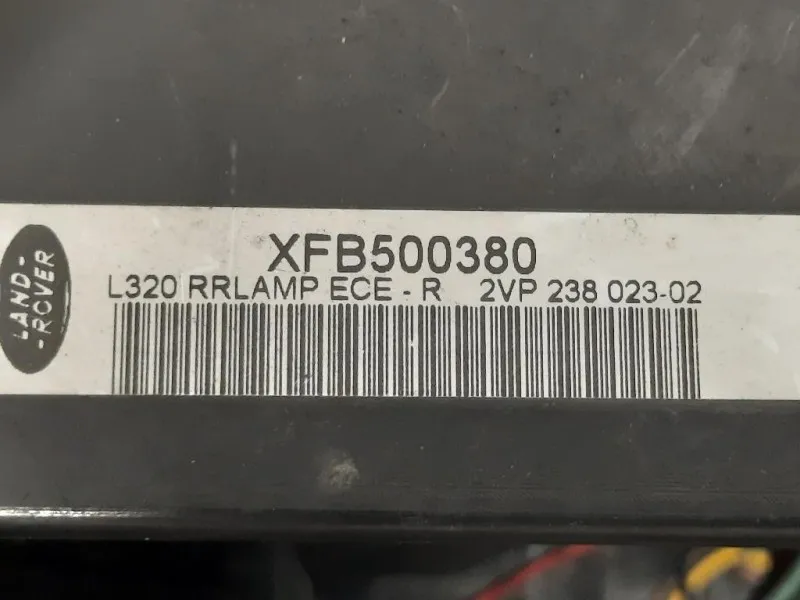 LAND-
-ROVER
XFB500380
L320 RRLAMP ECE - R 2VP 238 023-02